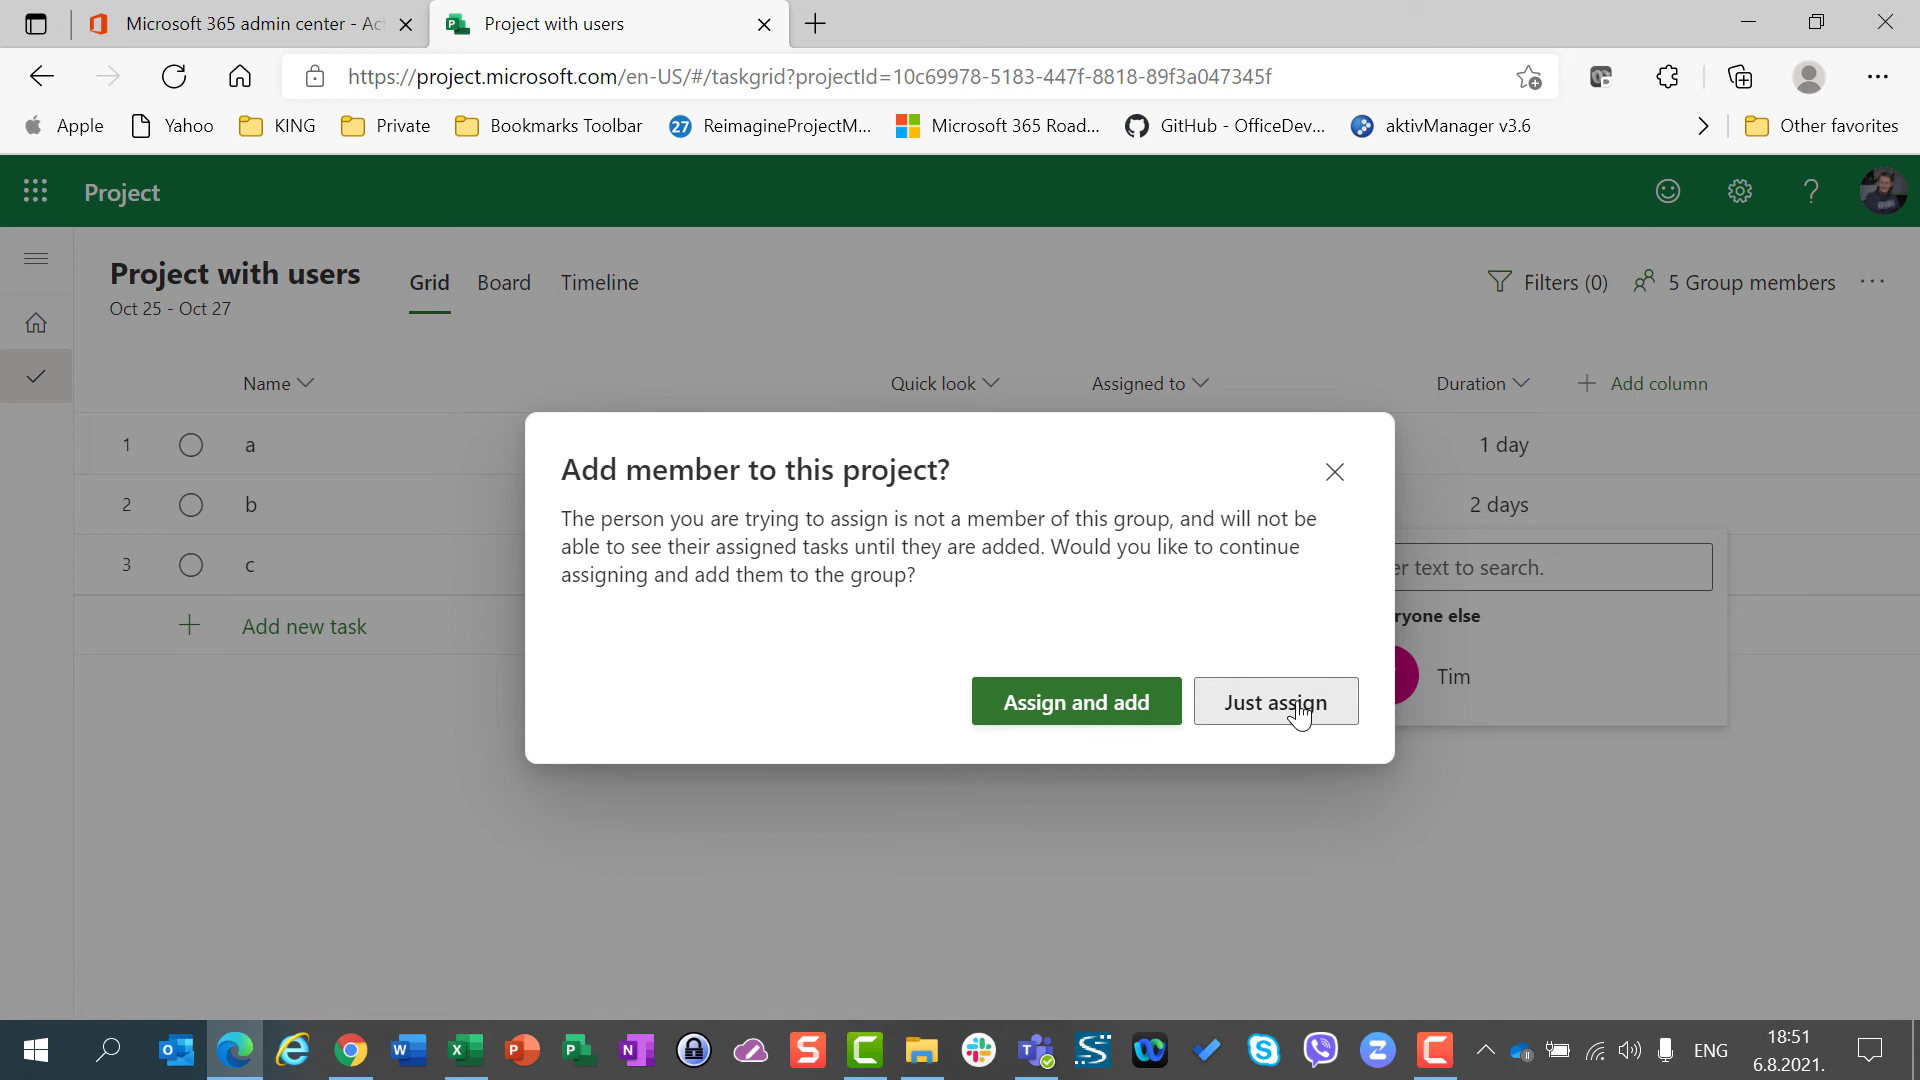 Microsoft 365 admin center - Ac
Project with users
https://project.microsoft.com/en-US/#/taskgrid?projectId=10c69978-5183-447f-8818-89f3a047345f
Apple
Yahoo
KING
Private
Bookmarks Toolbar
27 ReimagineProjectM...
Microsoft 365 Road...
GitHub - OfficeDev...
aktivManager v3.6
Other favorites
Project
Project with users
Oct 25 - Oct 27
Grid Board Timeline
Filters (0)
5 Group members
Name
Quick look
Assigned to
Duration
Add column
1 a 1 day
2 b 2 days
3 c
Add new task
er text to search.
ryone else
Tim
Add member to this project?
The person you are trying to assign is not a member of this group, and will not be
able to see their assigned tasks until they are added. Would you like to continue
assigning and add them to the group?
Assign and add
Just assign
ENG
18:51
6.8.2021.